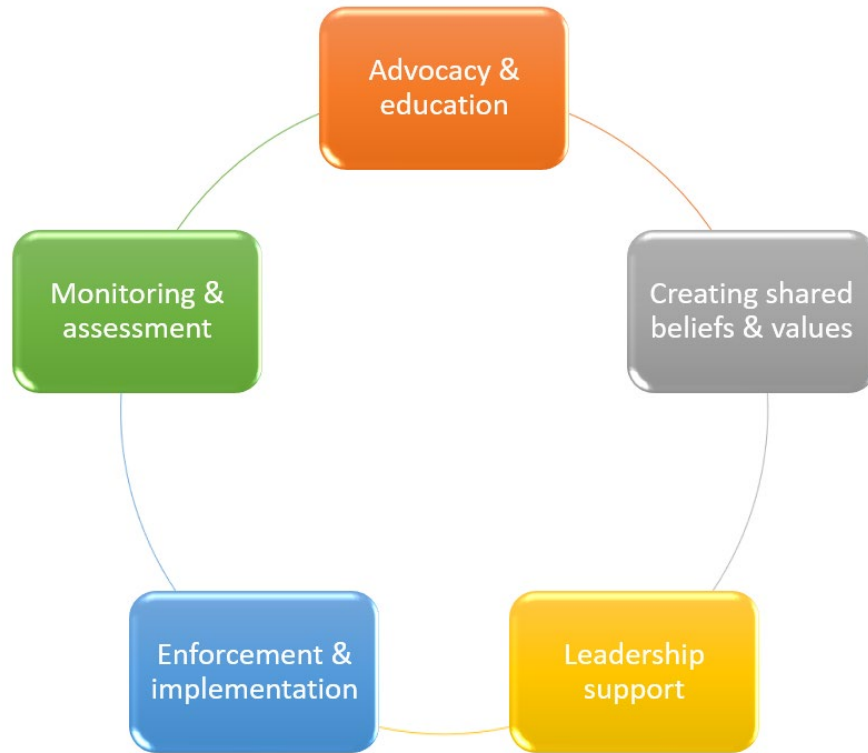 Advocacy &
education
Creating shared
beliefs & values
Leadership
support
Enforcement &
implementation
Monitoring &
assessment